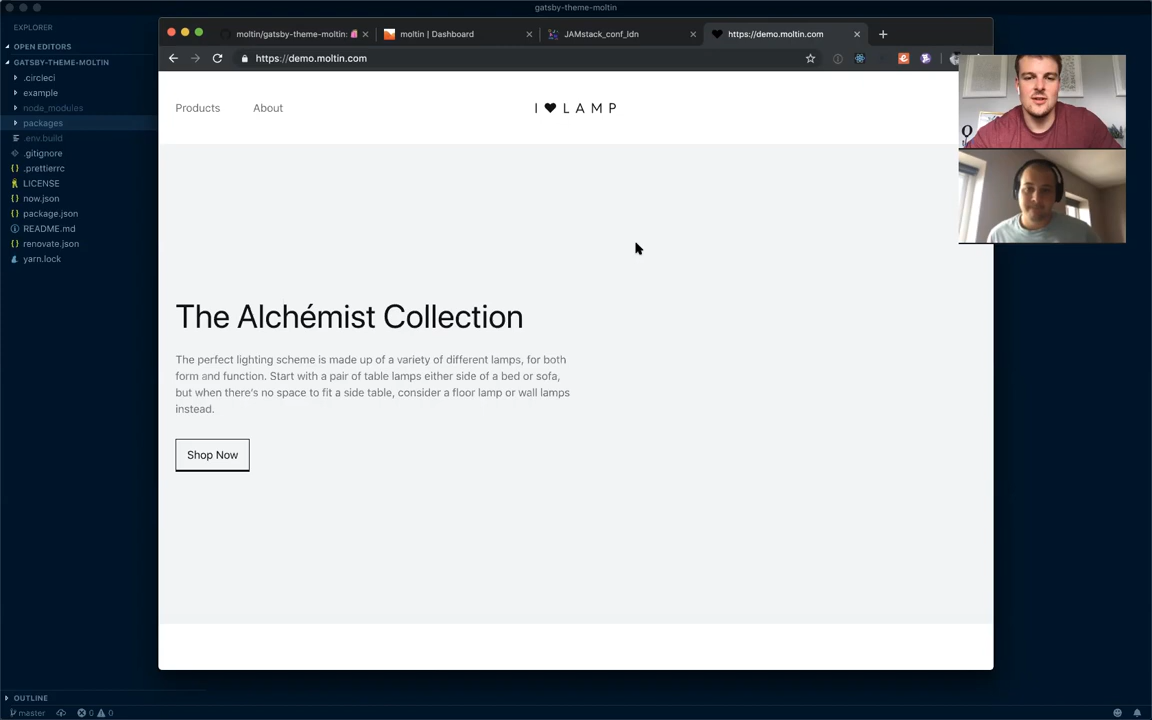 gatsby-theme-moltin
EXPLORER
OPEN EDITORS
GATSBY-THEME-MOLTIN
.circleci
example
node_modules
packages
.env.build
.gitignore
.prettierrc
LICENSE
now.json
package.json
README.md
renovate.json
yarn.lock
OUTLINE
master
0
0
moltin/gatsby-theme-moltin:
moltin | Dashboard
JAMstack_conf_ldn
https://demo.moltin.com
https://demo.moltin.com
Products
About
I ♥ LAMP
The Alchémist Collection
The perfect lighting scheme is made up of a variety of different lamps, for both
form and function. Start with a pair of table lamps either side of a bed or sofa,
but when there's no space to fit a side table, consider a floor lamp or wall lamps
instead.
Shop Now